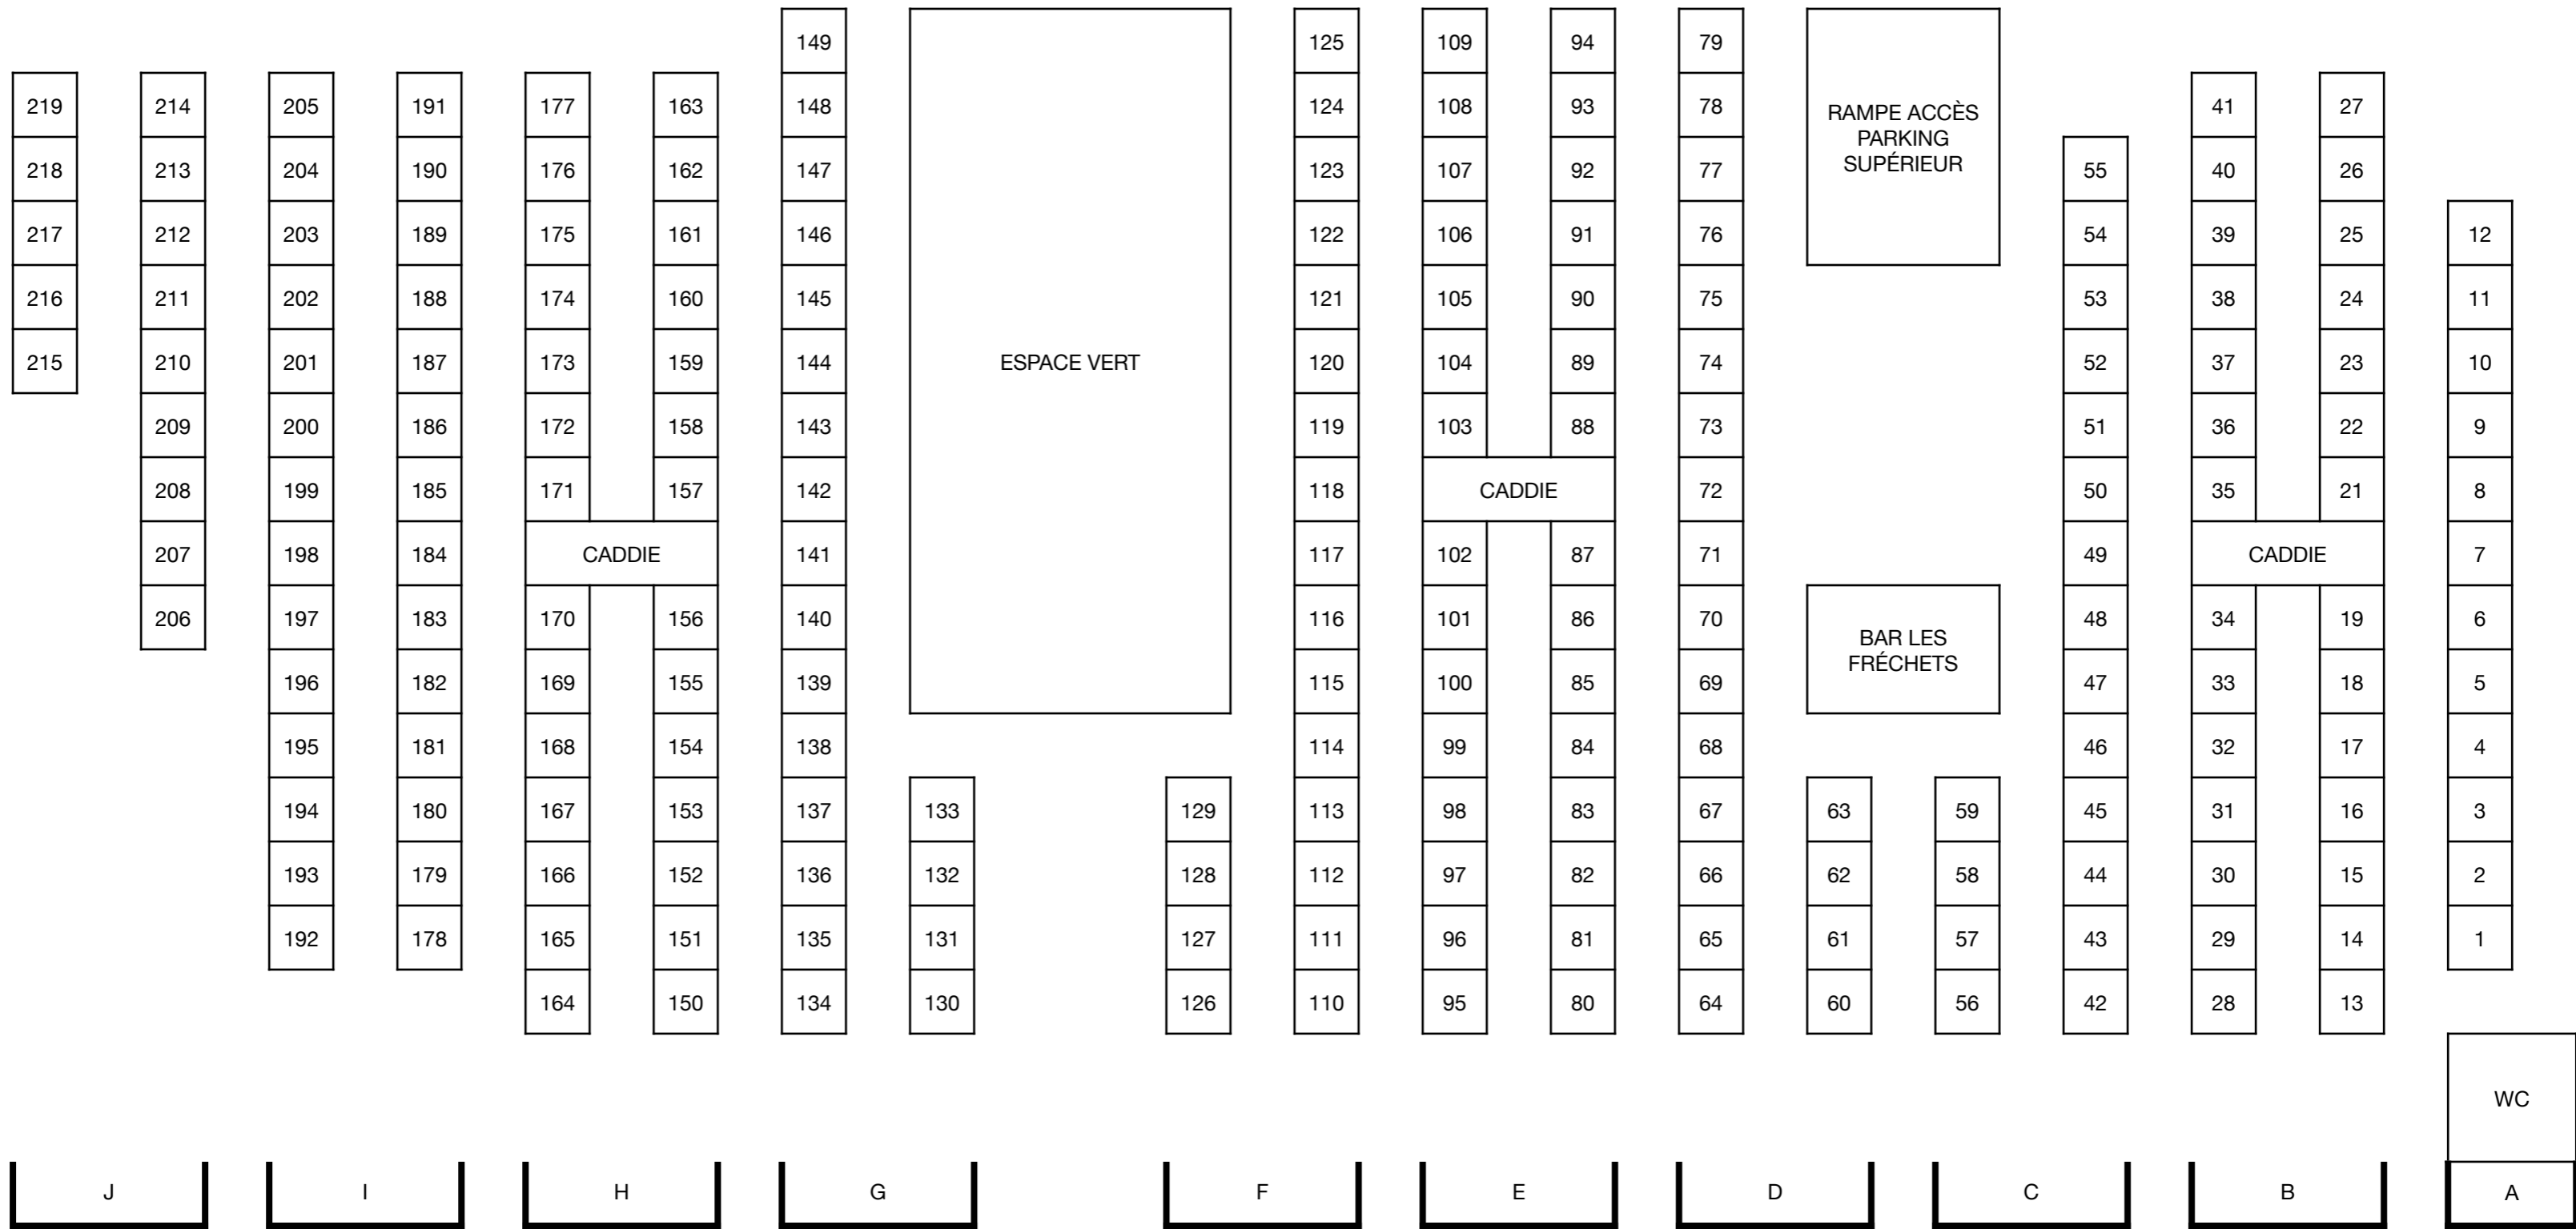 149 125 109 94 79
219 214 205 191 177 163 148 124 108 93 78 41 27
RAMPE ACCÈS
PARKING
SUPÉRIEUR
218 213 204 190 176 162 147 123 107 92 77 55 40 26
217 212 203 189 175 161 146 122 106 91 76 54 39 25 12
216 211 202 188 174 160 145 121 105 90 75 53 38 24 11
215 210 201 187 173 159 144 ESPACE VERT 120 104 89 74 52 37 23 10
209 200 186 172 158 143 119 103 88 73 51 36 22 9
208 199 185 171 157 142 118 CADDIE 72 50 35 21 8
207 198 184 CADDIE 141 117 102 87 71 49 CADDIE 7
206 197 183 170 156 140 116 101 86 70 48 34 19 6
BAR LES
FRÉCHETS
196 182 169 155 139 115 100 85 69 47 33 18 5
195 181 168 154 138 114 99 84 68 46 32 17 4
194 180 167 153 137 133 129 113 98 83 67 63 59 45 31 16 3
193 179 166 152 136 132 128 112 97 82 66 62 58 44 30 15 2
192 178 165 151 135 131 127 111 96 81 65 61 57 43 29 14 1
164 150 134 130 126 110 95 80 64 60 56 42 28 13
WC
J I H G F E D C B A